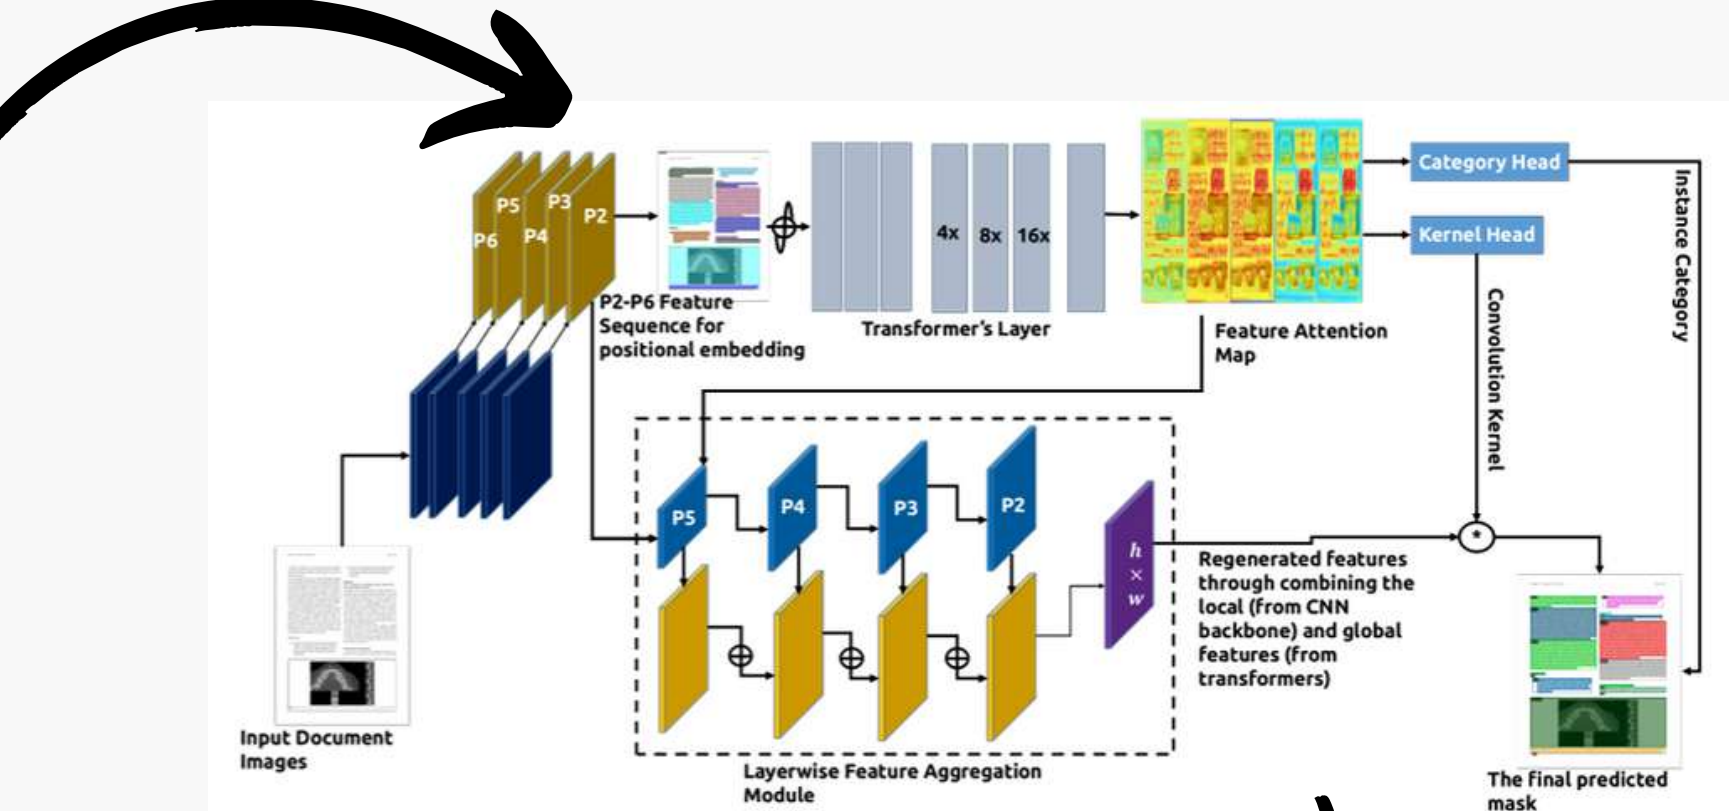 P6
P5
P4
P3
P2
P2-P6 Feature
Sequence for
positional embedding
4x
8x
16x
Transformer's Layer
Feature Attention
Map
Category Head
Kernel Head
Instance Category
Convolution Kernel
P5
P4
P3
P2
h
×
w
*
Regenerated features
through combining the
local (from CNN
backbone) and global
features (from
transformers)
Input Document
Images
Layerwise Feature Aggregation
Module
The final predicted
mask